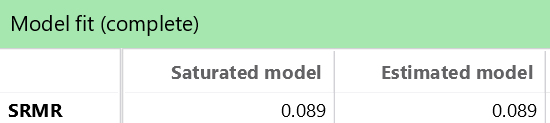 Model fit (complete)
Saturated model Estimated model
SRMR 0.089 0.089